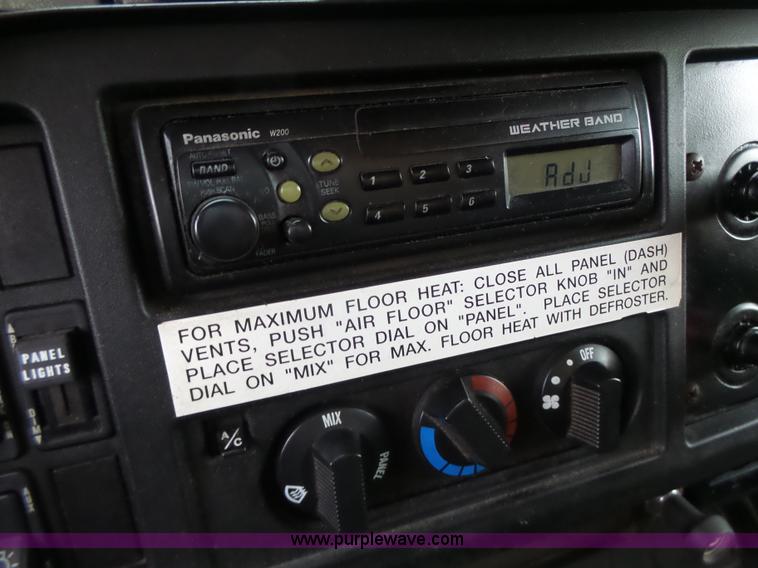 Panasonic W200
WEATHER BAND
BAND
TUNE
SEEK
1 2 3
4 5 6
AdJ
BASS
FADER
FOR MAXIMUM FLOOR HEAT: CLOSE ALL PANEL (DASH)
VENTS, PUSH "AIR FLOOR" SELECTOR KNOB "IN" AND
PLACE SELECTOR DIAL ON "PANEL". PLACE SELECTOR
DIAL ON "MIX" FOR MAX. FLOOR HEAT WITH DEFROSTER.
PANEL
LIGHTS
A/C
MIX
PANEL
OFF
www.purplewave.com